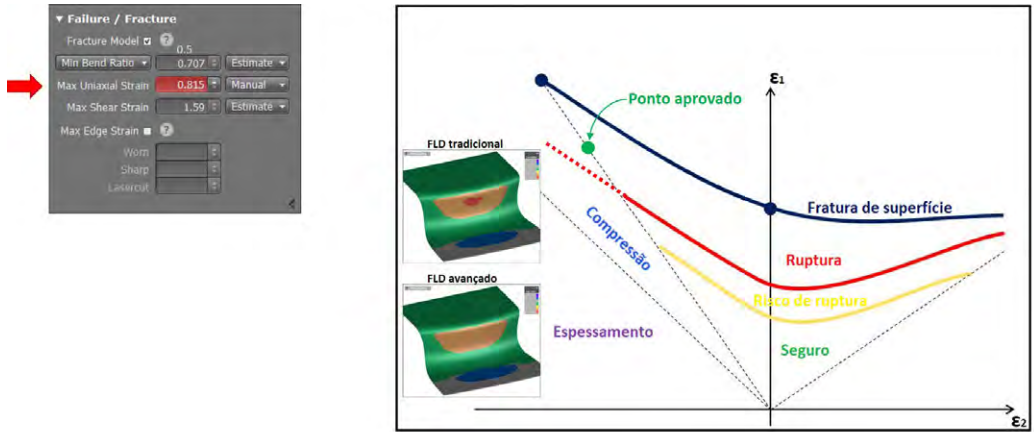 Failure / Fracture
Fracture Model
0.5
Min Bend Ratio 0.707 Estimate
Max Uniaxial Strain 0.815 Manual
Max Shear Strain 1.59 Estimate
Max Edge Strain
Worn
Sharp
Lasercut
ε1
Ponto aprovado
FLD tradicional
Fratura de superfície
Compressão
Ruptura
FLD avançado
Risco de ruptura
Espessamento
Seguro
ε2